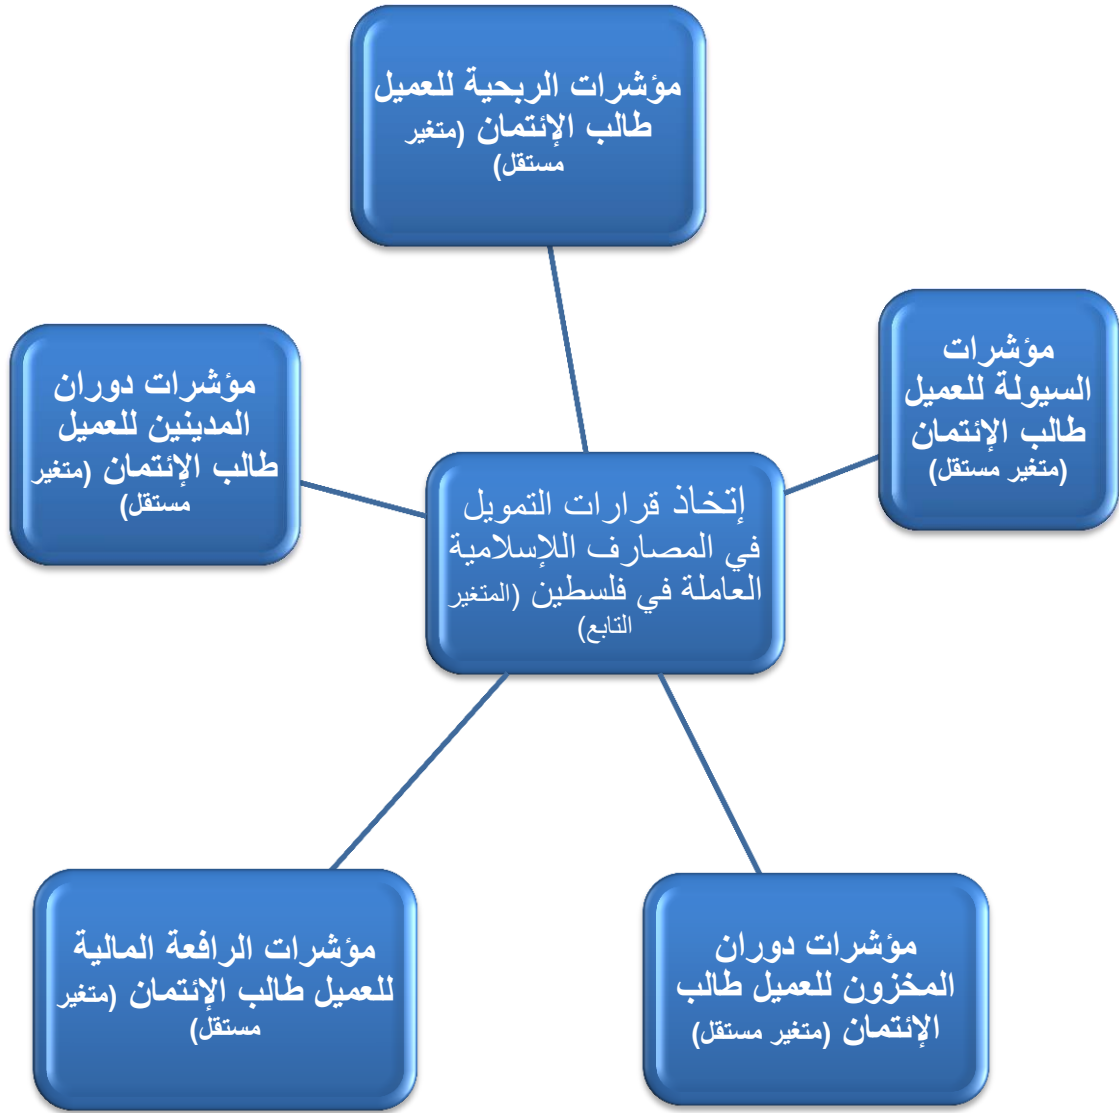 مؤشرات الربحية للعميل
طالب الإئتمان (متغير
مستقل)
مؤشرات
السيولة للعميل
طالب الإئتمان
(متغير مستقل)
مؤشرات دوران
المدينين للعميل
طالب الإئتمان (متغير
مستقل)
إتخاذ قرارات التمويل
في المصارف اللإسلامية
العاملة في فلسطين (المتغير
التابع)
مؤشرات دوران
المخزون للعميل طالب
الإئتمان (متغير مستقل)
مؤشرات الرافعة المالية
للعميل طالب الإئتمان (متغير
مستقل)